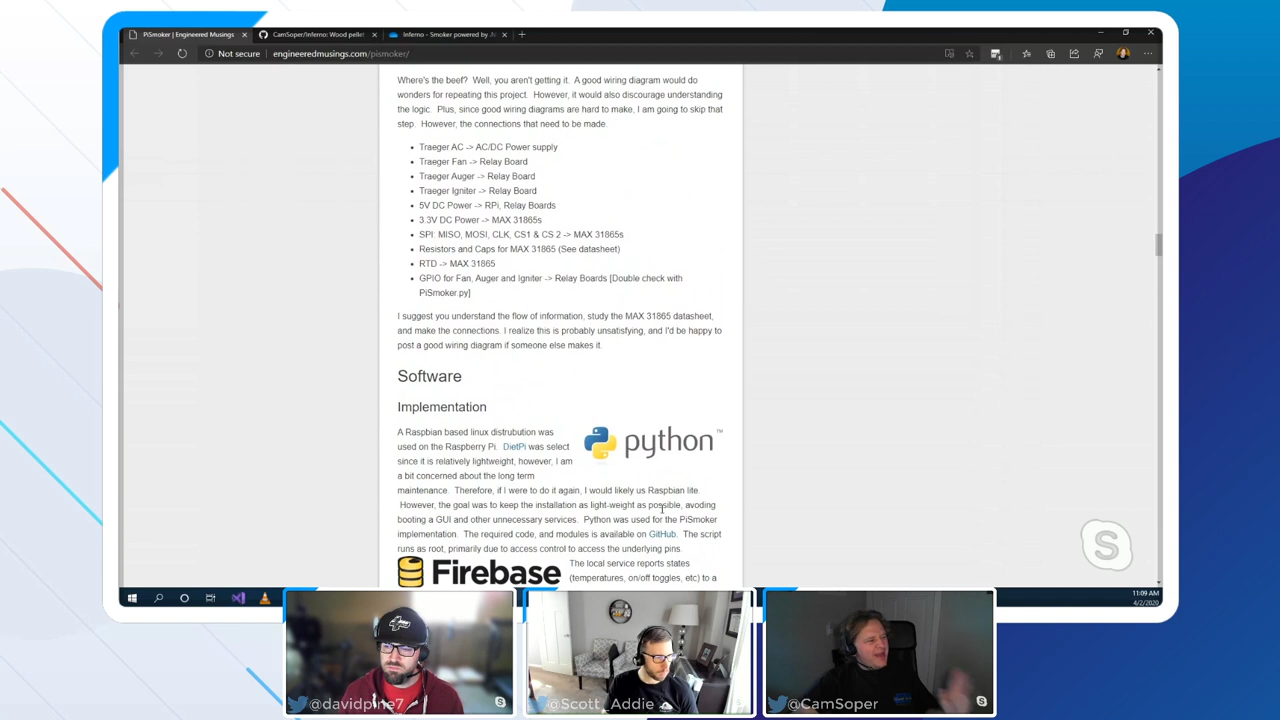 PiSmoker | Engineered Musings
CamSoper/Inferno: Wood pellet
Inferno - Smoker powered by .N
Not secure
engineeredmusings.com/pismoker/
Where's the beef? Well, you aren't getting it. A good wiring diagram would do
wonders for repeating this project. However, it would also discourage understanding
the logic. Plus, since good wiring diagrams are hard to make, I am going to skip that
step. However, the connections that need to be made.
Traeger AC -> AC/DC Power supply
Traeger Fan -> Relay Board
Traeger Auger -> Relay Board
Traeger Igniter -> Relay Board
5V DC Power -> RPi, Relay Boards
3.3V DC Power -> MAX 31865s
SPI: MISO, MOSI, CLK, CS1 & CS 2 -> MAX 31865s
Resistors and Caps for MAX 31865 (See datasheet)
RTD -> MAX 31865
GPIO for Fan, Auger and Igniter -> Relay Boards [Double check with
PiSmoker.py]
I suggest you understand the flow of information, study the MAX 31865 datasheet,
and make the connections. I realize this is probably unsatisfying, and I'd be happy to
post a good wiring diagram if someone else makes it.
Software
Implementation
A Raspbian based linux distrubution was
used on the Raspberry Pi. DietPi was select
since it is relatively lightweight, however, I am
a bit concerned about the long term
maintenance. Therefore, if I were to do it again, I would likely us Raspbian lite.
However, the goal was to keep the installation as light-weight as possible, avoding
booting a GUI and other unnecessary services. Python was used for the PiSmoker
implementation. The required code, and modules is available on GitHub. The script
runs as root, primarily due to access control to access the underlying pins.
python™
Firebase
The local service reports states
(temperatures, on/off toggles, etc) to a
S
11:09 AM
4/2/2020
@davidpine7
@Scott_Addie
@CamSoper